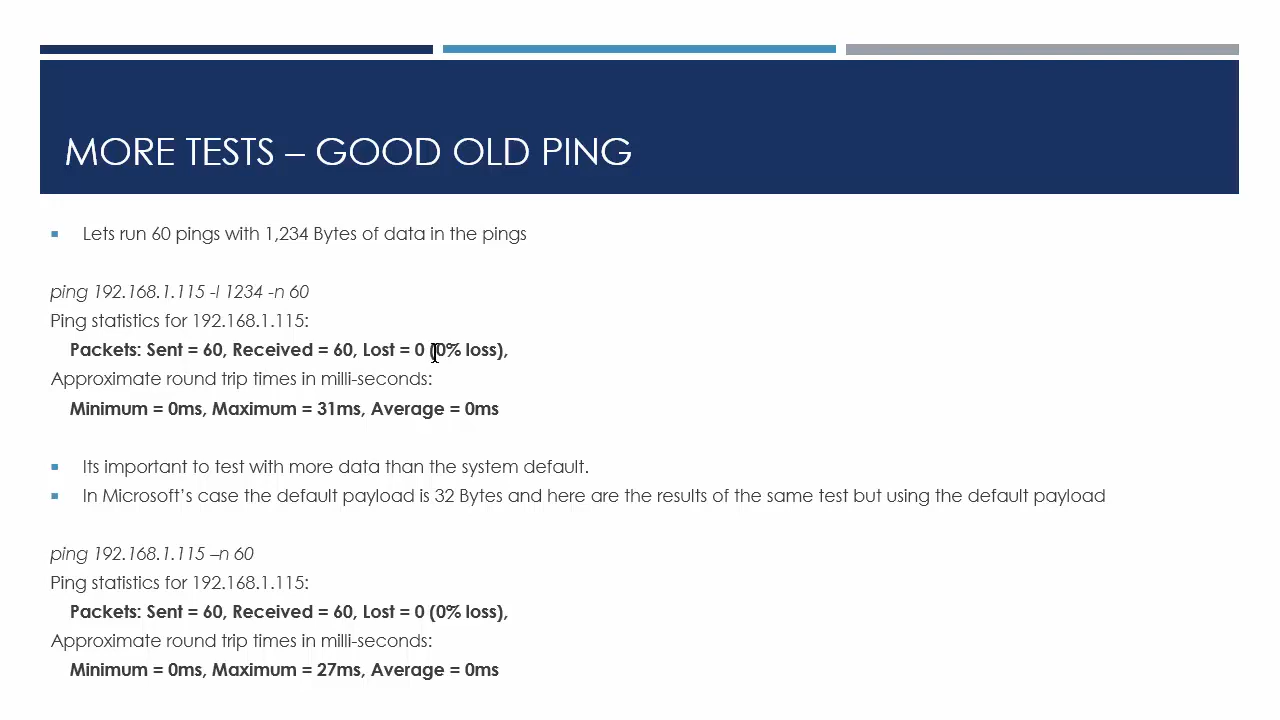 MORE TESTS – GOOD OLD PING
Lets run 60 pings with 1,234 Bytes of data in the pings
ping 192.168.1.115 -l 1234 -n 60
Ping statistics for 192.168.1.115:
Packets: Sent = 60, Received = 60, Lost = 0 (0% loss),
Approximate round trip times in milli-seconds:
Minimum = 0ms, Maximum = 31ms, Average = 0ms
Its important to test with more data than the system default.
In Microsoft’s case the default payload is 32 Bytes and here are the results of the same test but using the default payload
ping 192.168.1.115 –n 60
Ping statistics for 192.168.1.115:
Packets: Sent = 60, Received = 60, Lost = 0 (0% loss),
Approximate round trip times in milli-seconds:
Minimum = 0ms, Maximum = 27ms, Average = 0ms